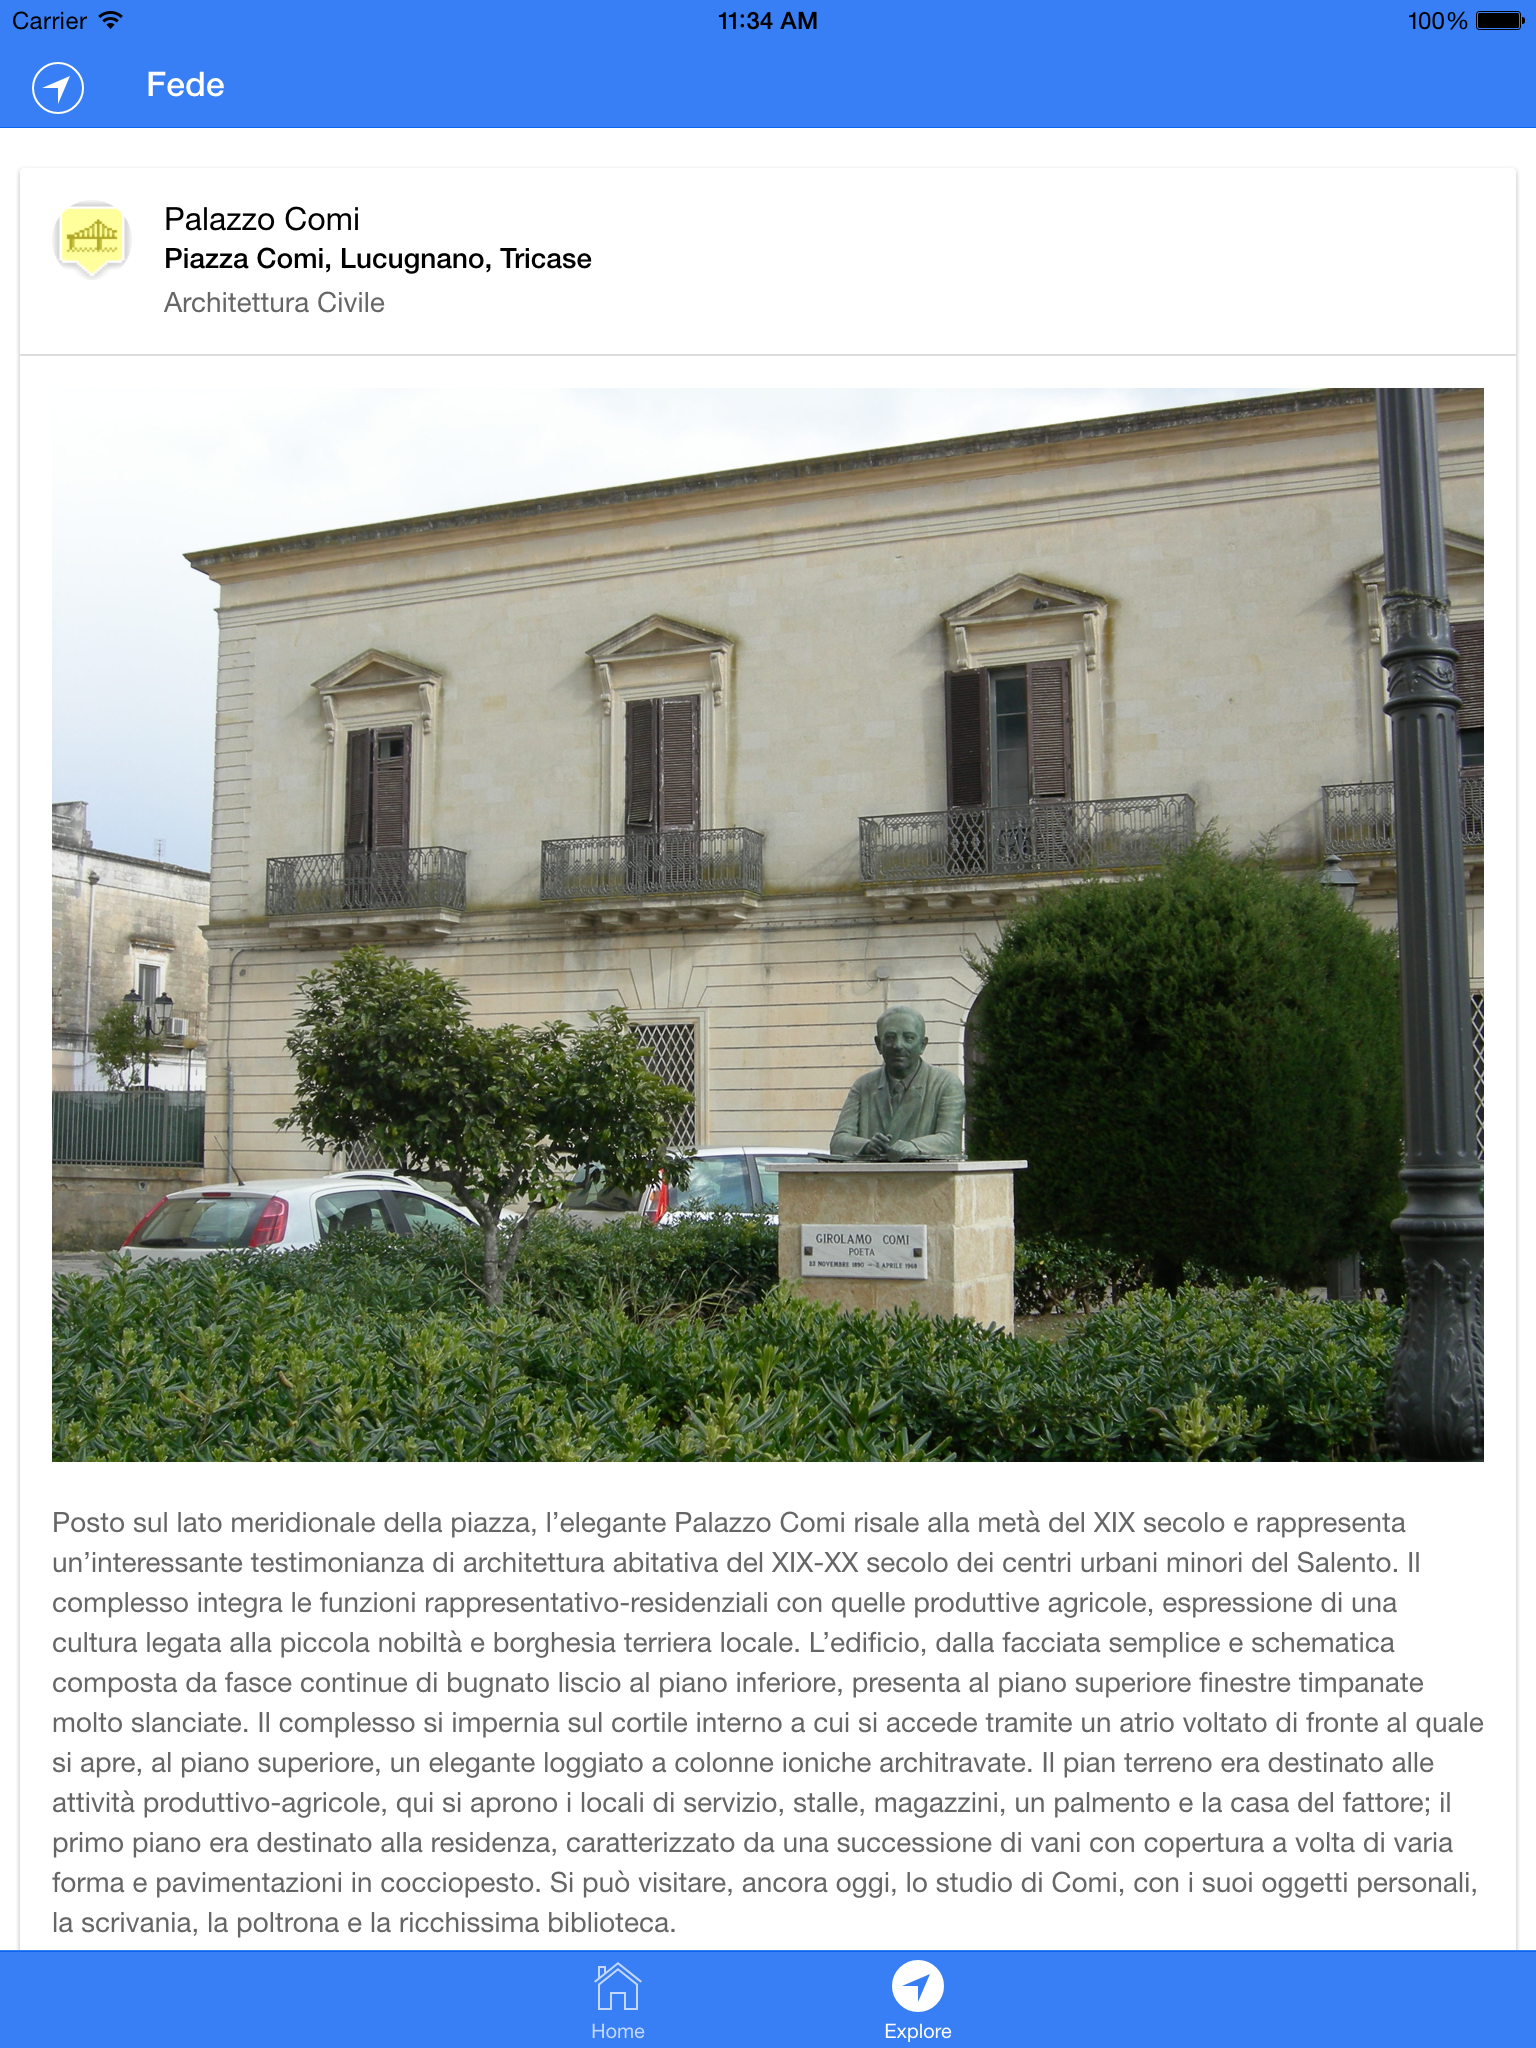 Carrier 11:34 AM 100%
Fede
Palazzo Comi
Piazza Comi, Lucugnano, Tricase
Architettura Civile
GIROLAMO COMI
POETA
23 NOVEMBRE 1890 — 3 APRILE 1968
Posto sul lato meridionale della piazza, l’elegante Palazzo Comi risale alla metà del XIX secolo e rappresenta
un’interessante testimonianza di architettura abitativa del XIX-XX secolo dei centri urbani minori del Salento. Il
complesso integra le funzioni rappresentativo-residenziali con quelle produttive agricole, espressione di una
cultura legata alla piccola nobiltà e borghesia terriera locale. L’edificio, dalla facciata semplice e schematica
composta da fasce continue di bugnato liscio al piano inferiore, presenta al piano superiore finestre timpanate
molto slanciate. Il complesso si impernia sul cortile interno a cui si accede tramite un atrio voltato di fronte al quale
si apre, al piano superiore, un elegante loggiato a colonne ioniche architravate. Il pian terreno era destinato alle
attività produttivo-agricole, qui si aprono i locali di servizio, stalle, magazzini, un palmento e la casa del fattore; il
primo piano era destinato alla residenza, caratterizzato da una successione di vani con copertura a volta di varia
forma e pavimentazioni in cocciopesto. Si può visitare, ancora oggi, lo studio di Comi, con i suoi oggetti personali,
la scrivania, la poltrona e la ricchissima biblioteca.
Home Explore